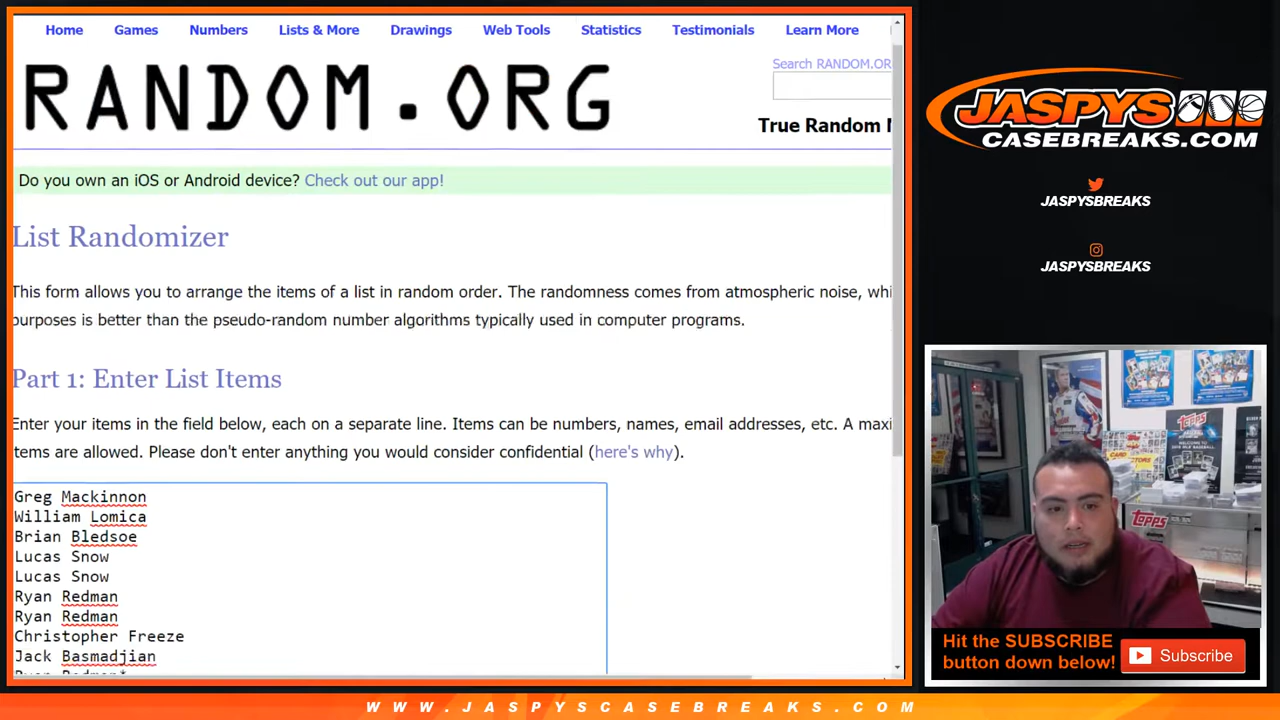 Home Games Numbers Lists & More Drawings Web Tools Statistics Testimonials Learn More
RANDOM.ORG
Search RANDOM.OR
True Random
Do you own an iOS or Android device? Check out our app!
List Randomizer
This form allows you to arrange the items of a list in random order. The randomness comes from atmospheric noise, whi
purposes is better than the pseudo-random number algorithms typically used in computer programs.
Part 1: Enter List Items
Enter your items in the field below, each on a separate line. Items can be numbers, names, email addresses, etc. A maxi
tems are allowed. Please don't enter anything you would consider confidential (here's why).
Greg Mackinnon
William Lomica
Brian Bledsoe
Lucas Snow
Lucas Snow
Ryan Redman
Ryan Redman
Christopher Freeze
Jack Basmadjian
Ryan Redman*
JASPYS
CASEBREAKS.COM
JASPYSBREAKS
JASPYSBREAKS
TOPPS
topps
Hit the SUBSCRIBE
button down below!
Subscribe
WWW.JASPYSCASEBREAKS.COM